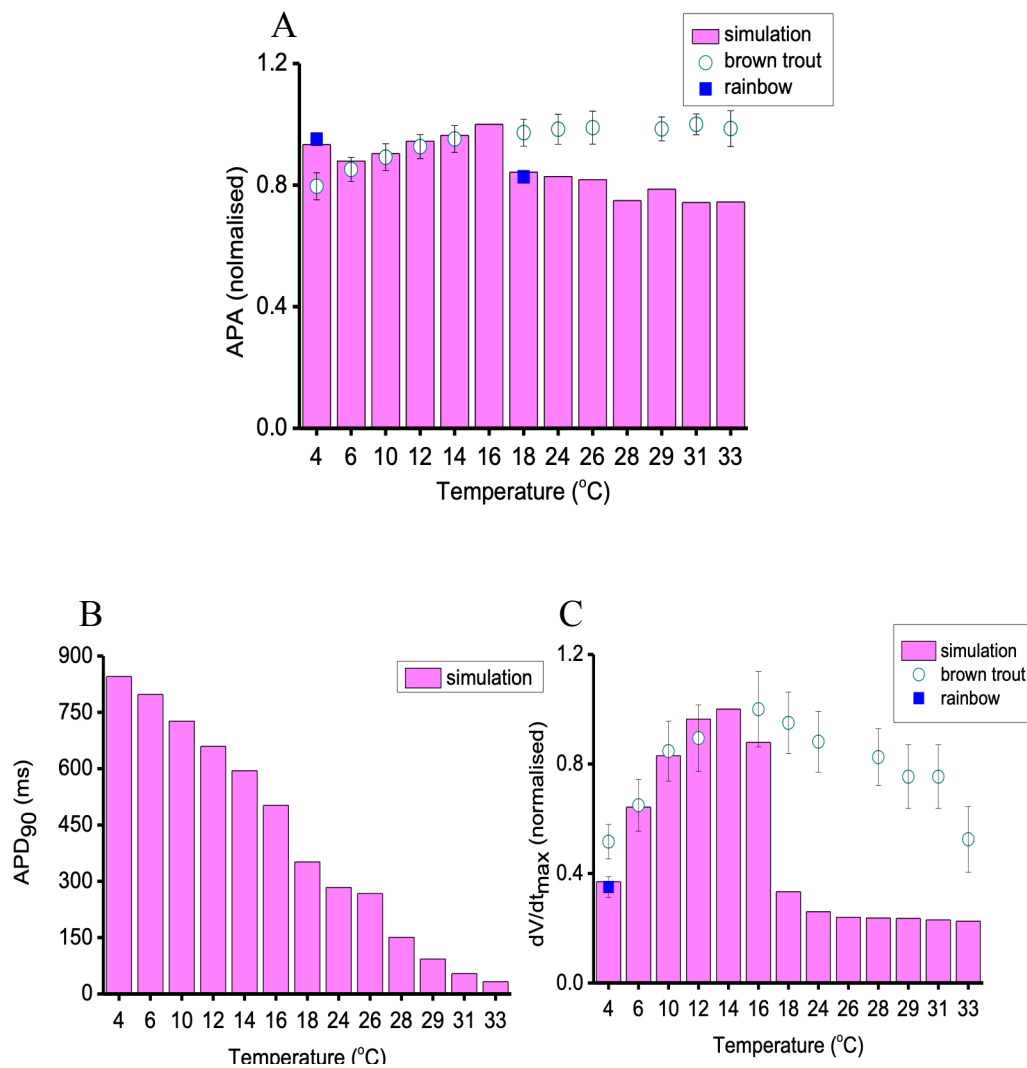 A
simulation
brown trout
rainbow
1.2
0.8
0.4
0.0
APA (nolmalised)
4 6 10 12 14 16 18 24 26 28 29 31 33
Temperature (°C)
B
simulation
900
750
600
450
300
150
0
APD90 (ms)
4 6 10 12 14 16 18 24 26 28 29 31 33
Temperature (°C)
C
simulation
brown trout
rainbow
1.2
0.8
0.4
0.0
dV/dtmax (normalised)
4 6 10 12 14 16 18 24 26 28 29 31 33
Temperature (°C)